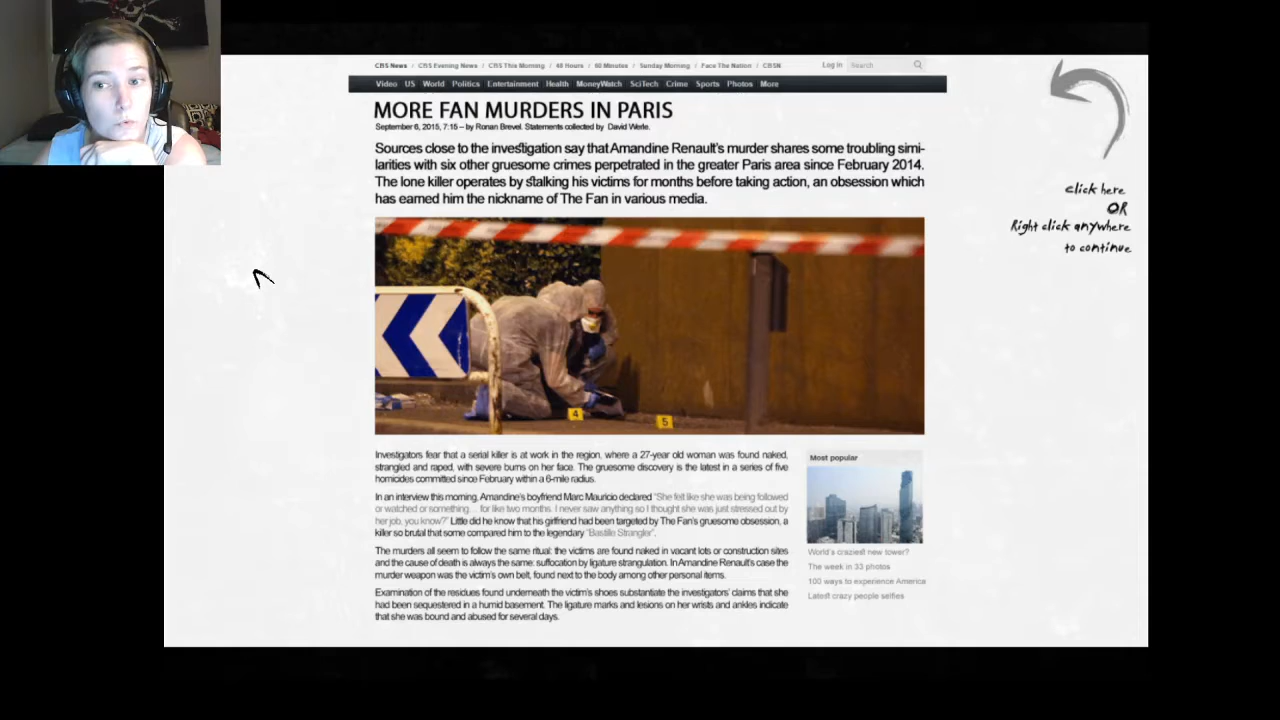 CBS News / CBS Evening News / CBS This Morning / 48 Hours / 60 Minutes / Sunday Morning / Face The Nation / CBSN Log in Search
Video US World Politics Entertainment Health MoneyWatch SciTech Crime Sports Photos More
MORE FAN MURDERS IN PARIS
September 6, 2015, 7:15 – by Ronan Brevel. Statements collected by David Werle.
Sources close to the investigation say that Amandine Renault's murder shares some troubling simi-
larities with six other gruesome crimes perpetrated in the greater Paris area since February 2014.
The lone killer operates by stalking his victims for months before taking action, an obsession which
has earned him the nickname of The Fan in various media.
click here
OR
Right click anywhere
to continue
4
5
Investigators fear that a serial killer is at work in the region, where a 27-year old woman was found naked,
strangled and raped, with severe burns on her face. The gruesome discovery is the latest in a series of five
homicides committed since February within a 6-mile radius.
In an interview this morning, Amandine's boyfriend Marc Mauricio declared "She felt like she was being followed
or watched or something... for like two months. I never saw anything so I thought she was just stressed out by
her job, you know?" Little did he know that his girlfriend had been targeted by The Fan's gruesome obsession, a
killer so brutal that some compared him to the legendary "Bastille Strangler".
The murders all seem to follow the same ritual: the victims are found naked in vacant lots or construction sites
and the cause of death is always the same: suffocation by ligature strangulation. In Amandine Renault's case the
murder weapon was the victim's own belt, found next to the body among other personal items.
Examination of the residues found underneath the victim's shoes substantiate the investigators' claims that she
had been sequestered in a humid basement. The ligature marks and lesions on her wrists and ankles indicate
that she was bound and abused for several days.
Most popular
World's craziest new tower?
The week in 33 photos
100 ways to experience America
Latest crazy people selfies